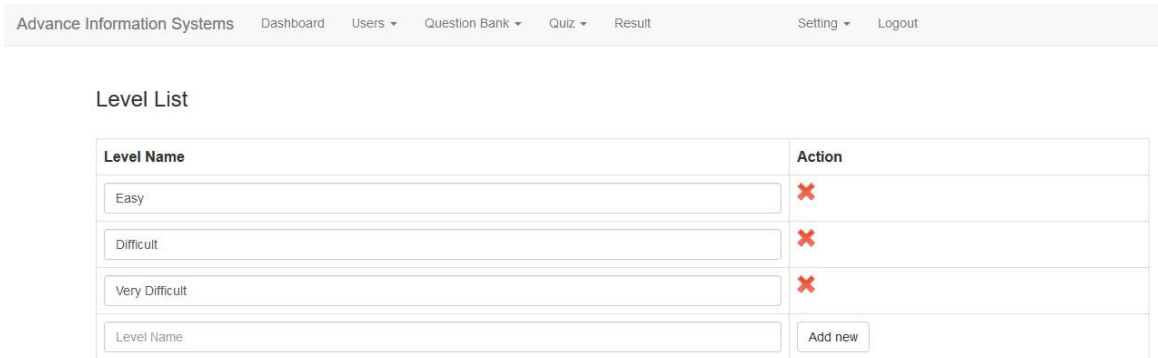 Advance Information Systems Dashboard Users Question Bank Quiz Result Setting Logout
Level List
Level Name Action
Easy
Difficult
Very Difficult
Level Name Add new